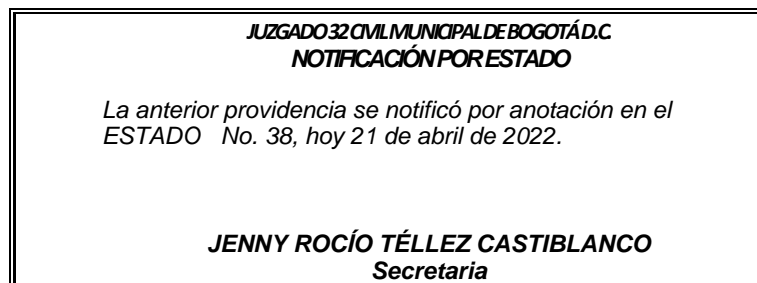 JUZGADO 32 CIVIL MUNICIPAL DE BOGOTÁ D.C.
NOTIFICACIÓN POR ESTADO
La anterior providencia se notificó por anotación en el
ESTADO No. 38, hoy 21 de abril de 2022.
JENNY ROCÍO TÉLLEZ CASTIBLANCO
Secretaria